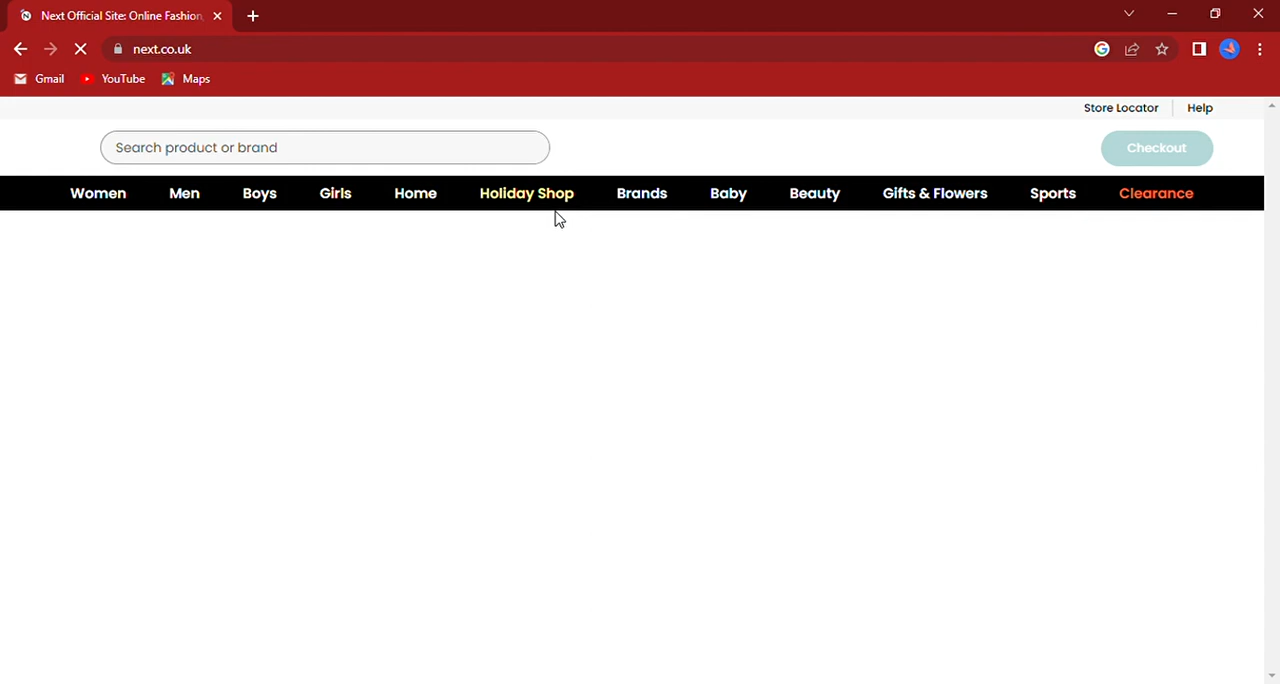 Next Official Site: Online Fashion,
next.co.uk
Gmail YouTube Maps
Store Locator Help
Search product or brand Checkout
Women Men Boys Girls Home Holiday Shop Brands Baby Beauty Gifts & Flowers Sports Clearance